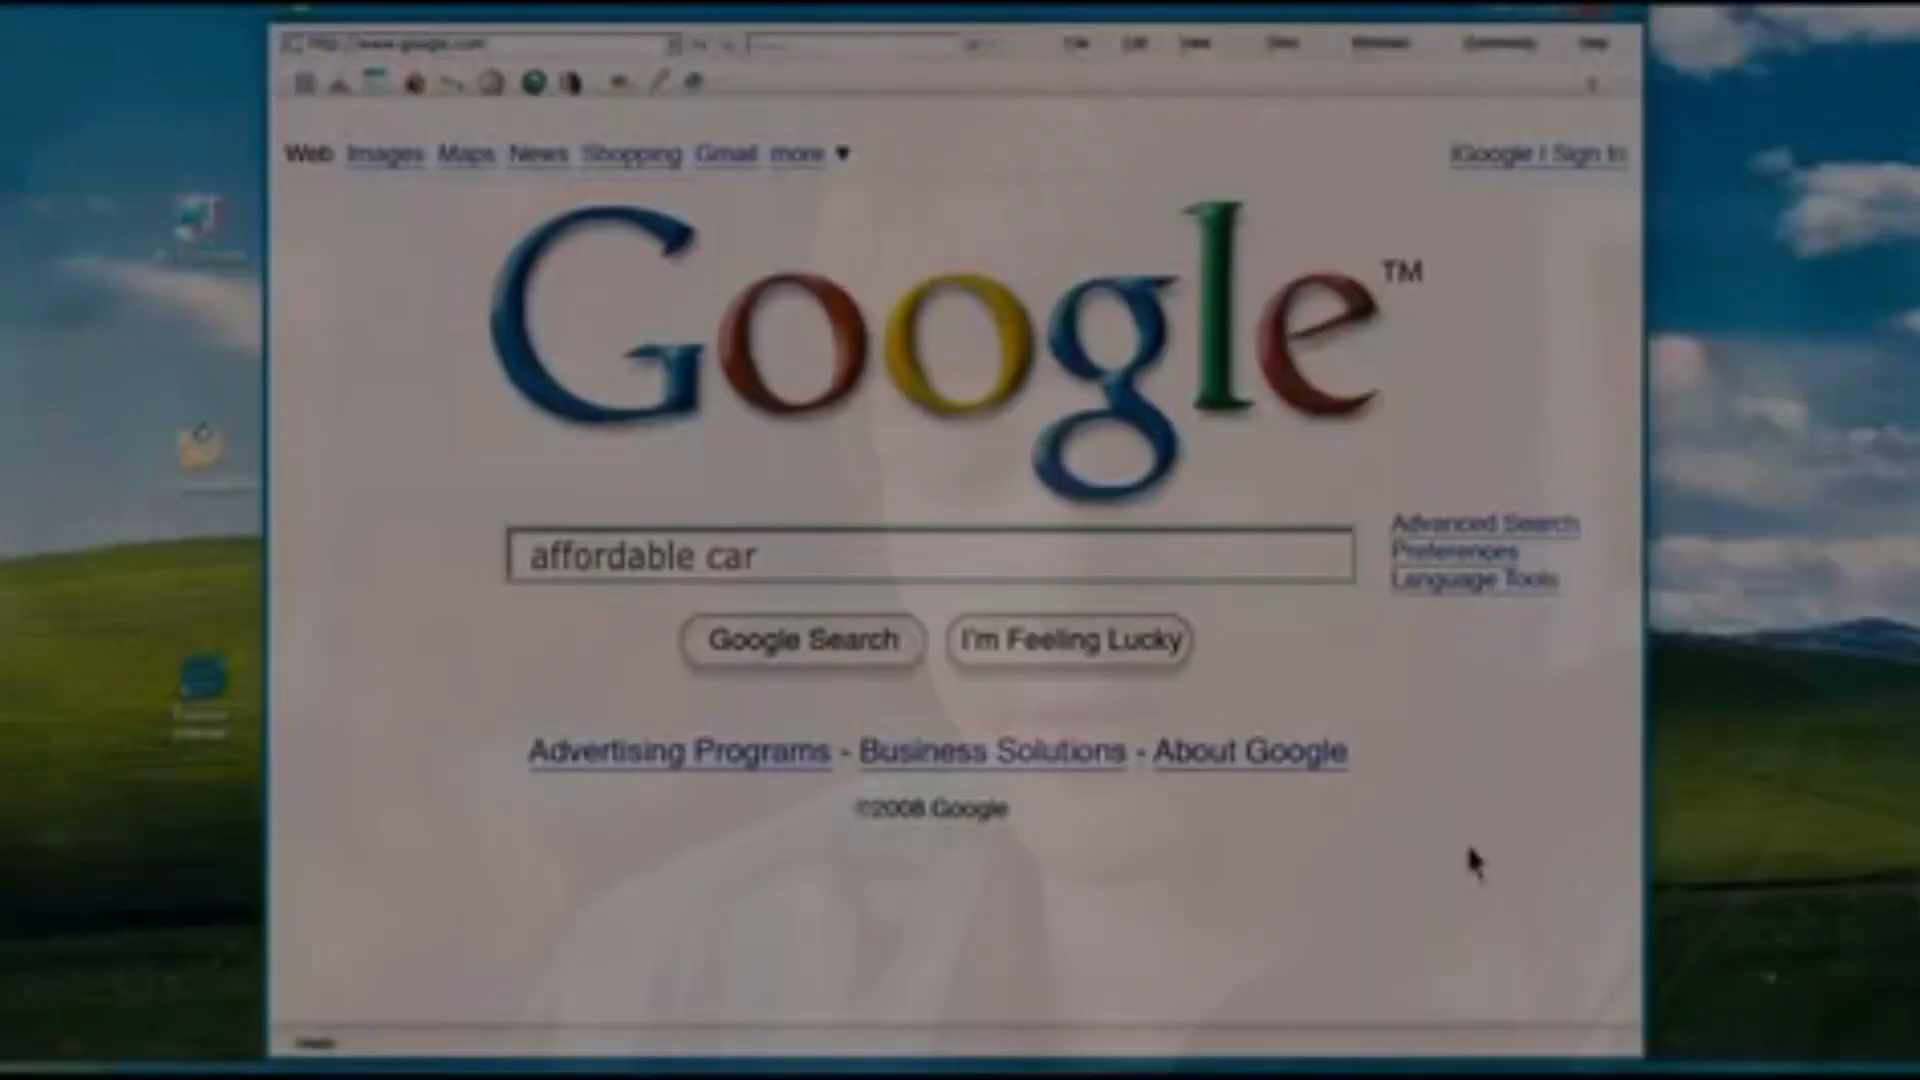 Web Images Maps News Shopping Gmail more ▼
iGoogle | Sign In
Google™
affordable car
Advanced Search
Preferences
Language Tools
Google Search
I'm Feeling Lucky
Advertising Programs - Business Solutions - About Google
©2008 Google